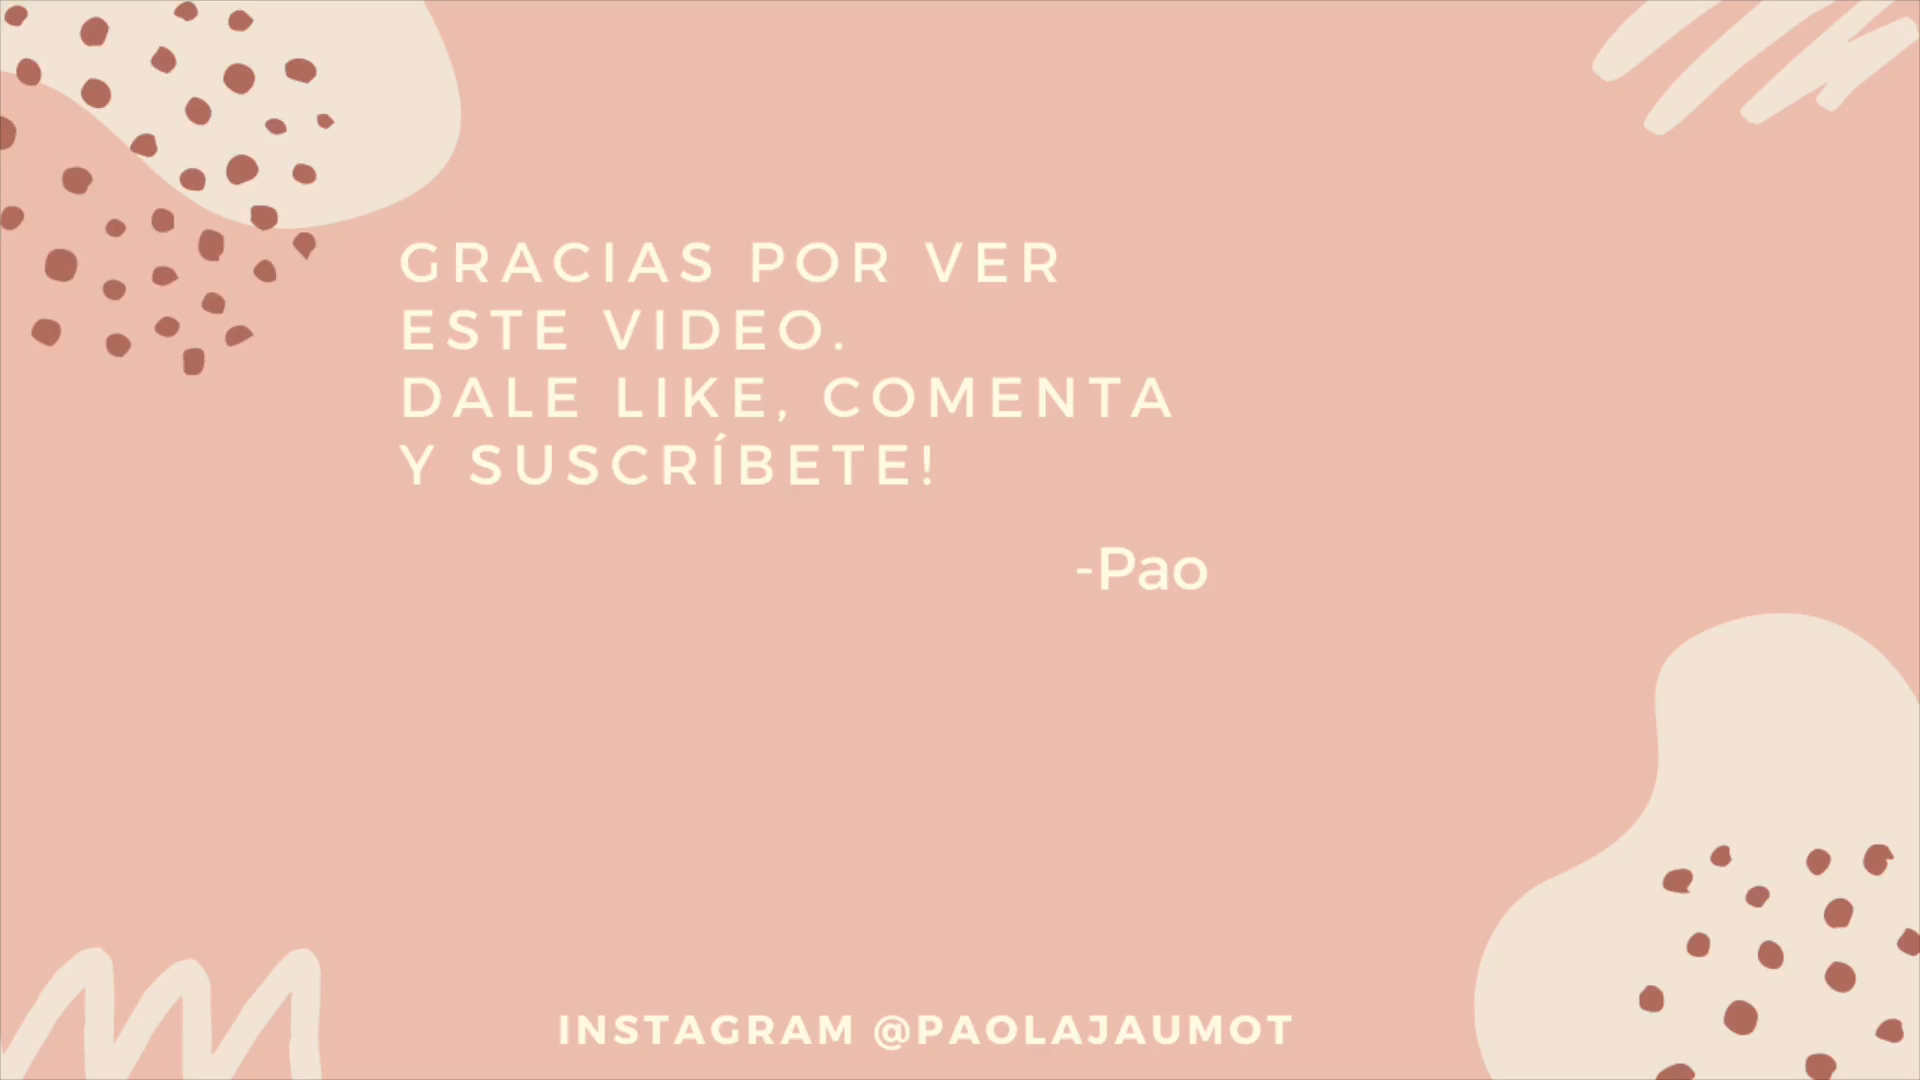 GRACIAS POR VER
ESTE VIDEO.
DALE LIKE, COMENTA
Y SUSCRÍBETE!
-Pao
INSTAGRAM @PAOLAJAUMOT